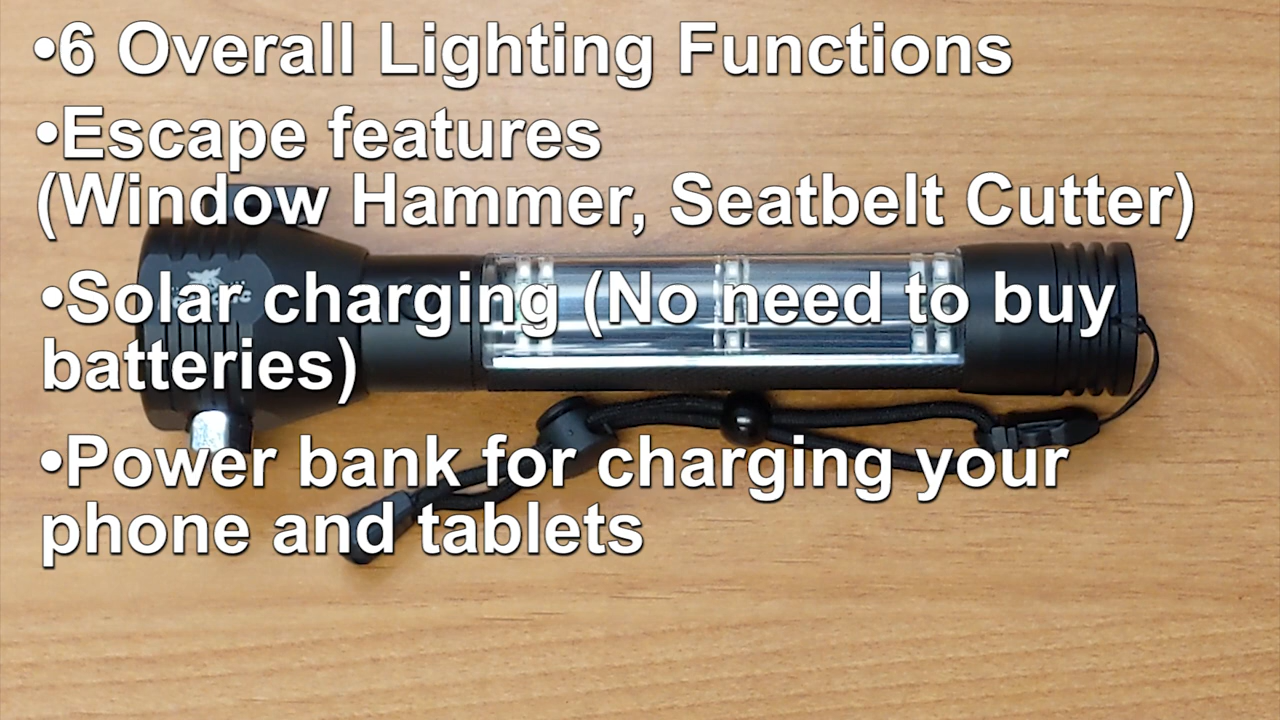 •6 Overall Lighting Functions
•Escape features
(Window Hammer, Seatbelt Cutter)
•Solar charging (No need to buy
batteries)
•Power bank for charging your
phone and tablets